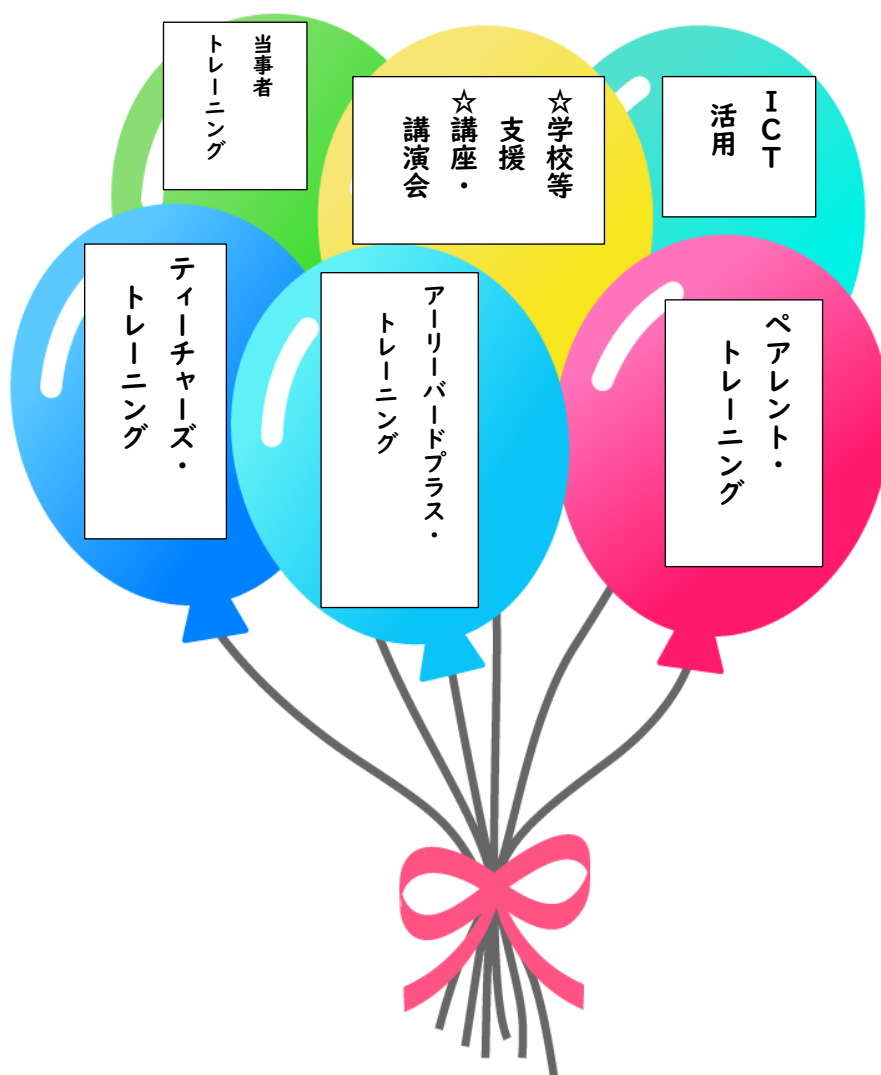 当事者
トレーニング
☆学校等
支援
☆講座・
講演会
ICT
活用
ティーチャーズ・
トレーニング
アーリーバードプラス・
トレーニング
ペアレント・
トレーニング